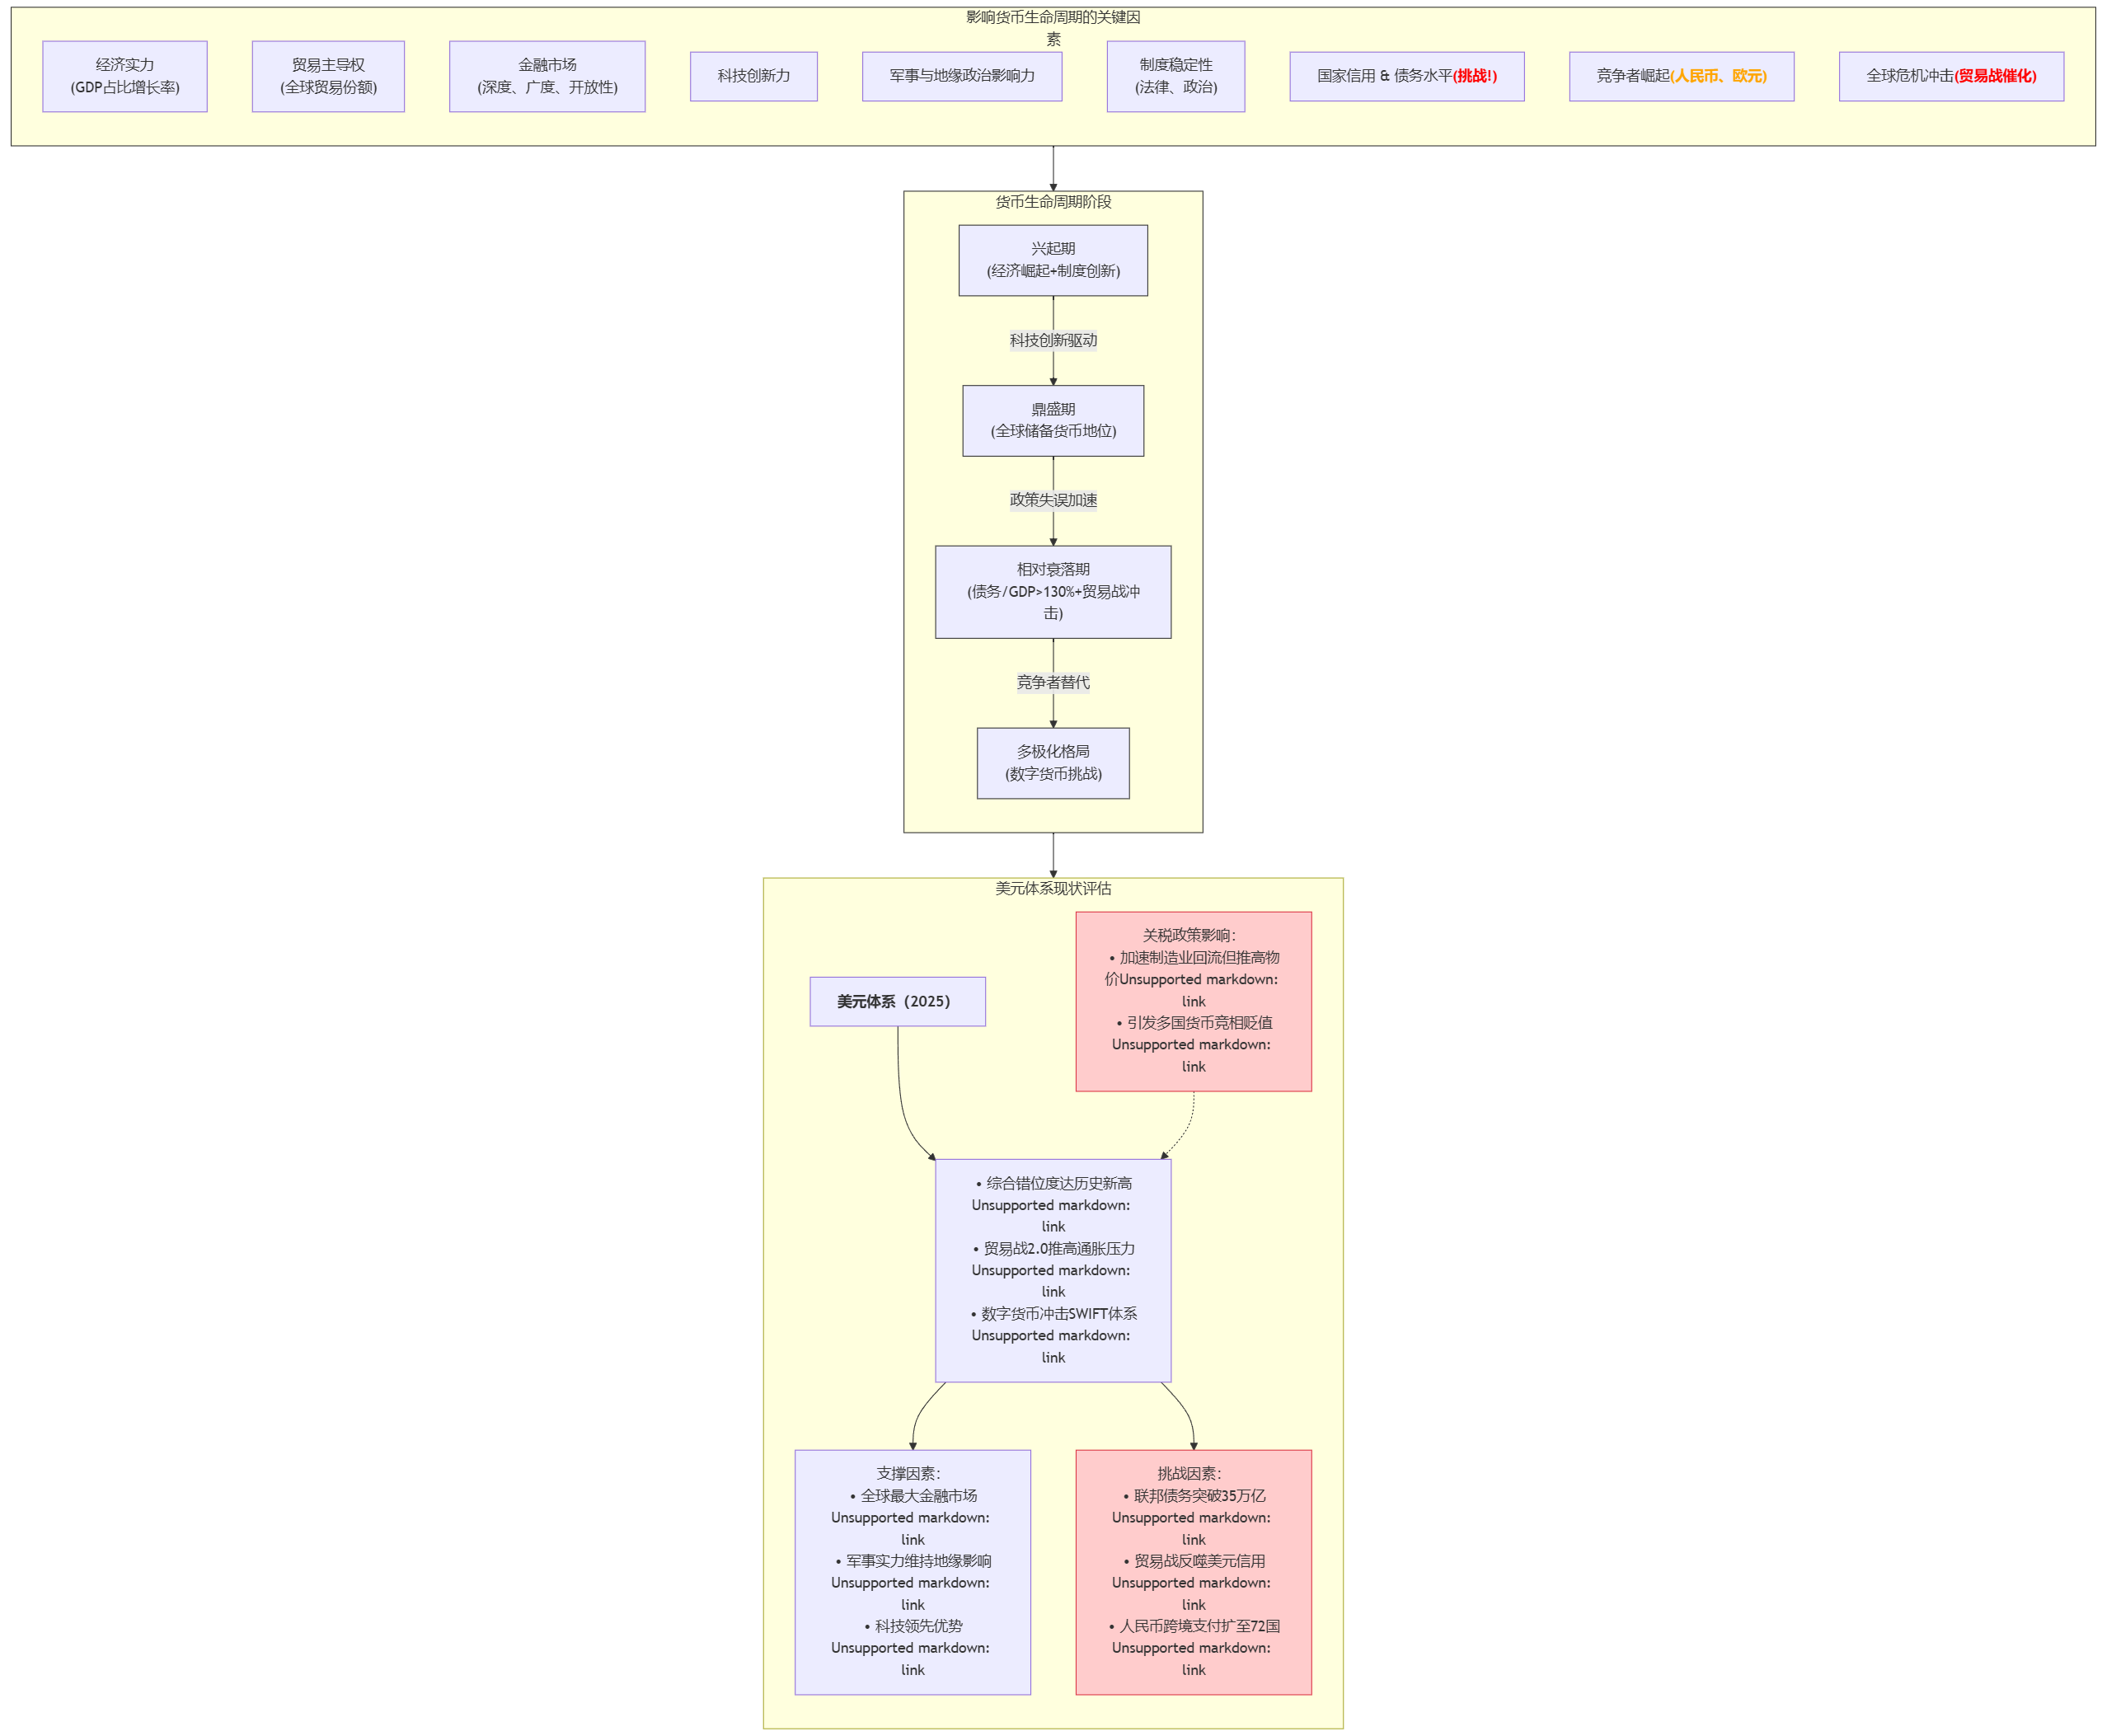 影响货币生命周期的关键因
素
经济实力
(GDP占比增长率)
贸易主导权
(全球贸易份额)
金融市场
(深度、广度、开放性)
科技创新力
军事与地缘政治影响力
制度稳定性
(法律、政治)
国家信用 & 债务水平(挑战!)
竞争者崛起(人民币、欧元)
全球危机冲击(贸易战催化)
货币生命周期阶段
兴起期
(经济崛起+制度创新)
科技创新驱动
鼎盛期
(全球储备货币地位)
政策失误加速
相对衰落期
(债务/GDP>130%+贸易战冲
击)
竞争者替代
多极化格局
(数字货币挑战)
美元体系现状评估
关税政策影响：
• 加速制造业回流但推高物
价Unsupported markdown:
link
• 引发多国货币竞相贬值
Unsupported markdown:
link
美元体系（2025）
• 综合错位度达历史新高
Unsupported markdown:
link
• 贸易战2.0推高通胀压力
Unsupported markdown:
link
• 数字货币冲击SWIFT体系
Unsupported markdown:
link
支撑因素：
• 全球最大金融市场
Unsupported markdown:
link
• 军事实力维持地缘影响
Unsupported markdown:
link
• 科技领先优势
Unsupported markdown:
link
挑战因素：
• 联邦债务突破35万亿
Unsupported markdown:
link
• 贸易战反噬美元信用
Unsupported markdown:
link
• 人民币跨境支付扩至72国
Unsupported markdown:
link